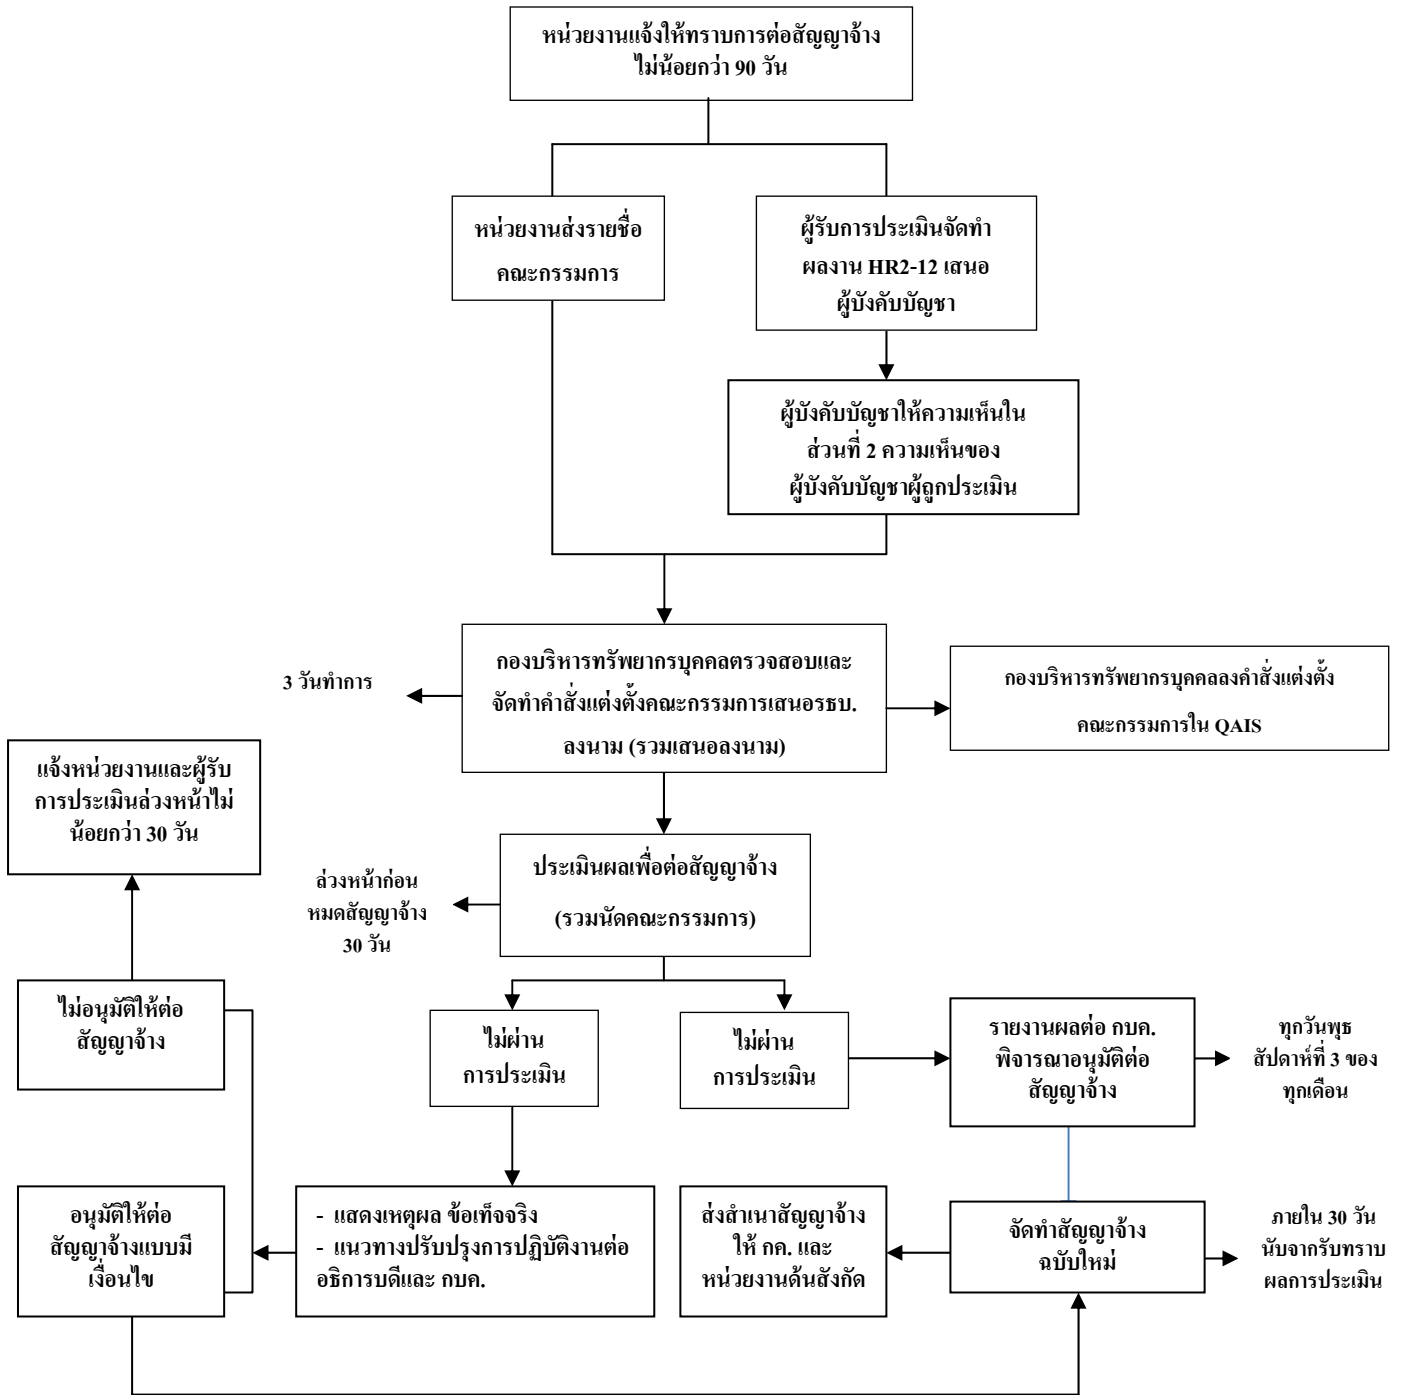 หน่วยงานแจ้งให้ทราบการต่อสัญญาจ้าง
ไม่น้อยกว่า 90 วัน
หน่วยงานส่งรายชื่อ
คณะกรรมการ
ผู้รับการประเมินจัดทำ
ผลงาน HR2-12 เสนอ
ผู้บังคับบัญชา
ผู้บังคับบัญชาให้ความเห็นใน
ส่วนที่ 2 ความเห็นของ
ผู้บังคับบัญชาผู้ถูกประเมิน
3 วันทำการ
กองบริหารทรัพยากรบุคคลตรวจสอบและ
จัดทำคำสั่งแต่งตั้งคณะกรรมการเสนอรธบ.
ลงนาม (รวมเสนอลงนาม)
กองบริหารทรัพยากรบุคคลลงคำสั่งแต่งตั้ง
คณะกรรมการใน QAIS
แจ้งหน่วยงานและผู้รับ
การประเมินล่วงหน้าไม่
น้อยกว่า 30 วัน
ล่วงหน้าก่อน
หมดสัญญาจ้าง
30 วัน
ประเมินผลเพื่อต่อสัญญาจ้าง
(รวมนัดคณะกรรมการ)
ไม่อนุมัติให้ต่อ
สัญญาจ้าง
ไม่ผ่าน
การประเมิน
ไม่ผ่าน
การประเมิน
รายงานผลต่อ กบค.
พิจารณาอนุมัติต่อ
สัญญาจ้าง
ทุกวันพุธ
สัปดาห์ที่ 3 ของ
ทุกเดือน
อนุมัติให้ต่อ
สัญญาจ้างแบบมี
เงื่อนไข
- แสดงเหตุผล ข้อเท็จจริง
- แนวทางปรับปรุงการปฏิบัติงานต่อ
อธิการบดีและ กบค.
ส่งสำเนาสัญญาจ้าง
ให้ กค. และ
หน่วยงานด้นสังกัด
จัดทำสัญญาจ้าง
ฉบับใหม่
ภายใน 30 วัน
นับจากรับทราบ
ผลการประเมิน